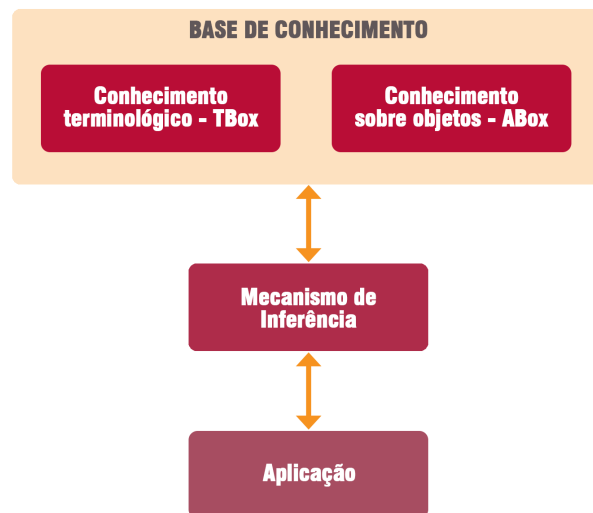 BASE DE CONHECIMENTO
Conhecimento
terminológico - TBox
Conhecimento
sobre objetos - ABox
Mecanismo de
Inferência
Aplicação